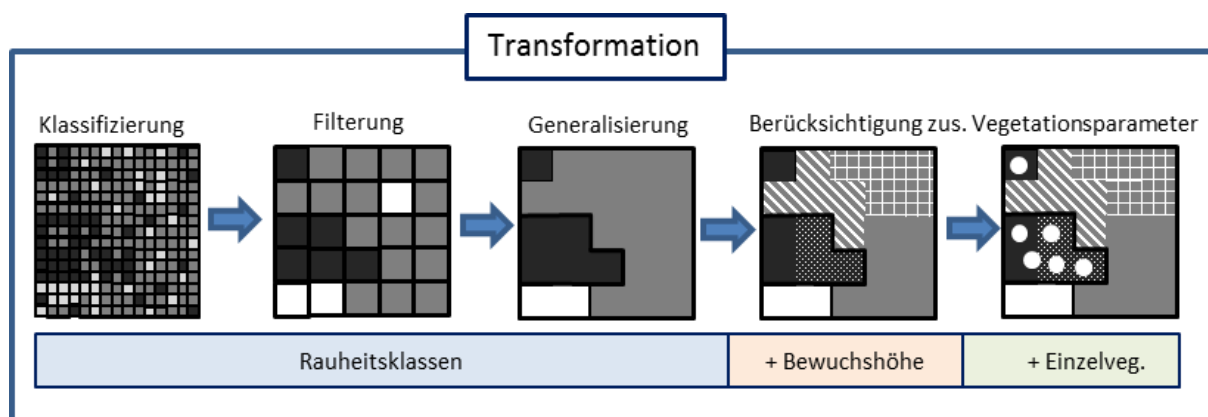 Transformation
Klassifizierung
Filterung
Generalisierung
Berücksichtigung zus. Vegetationsparameter
Rauheitsklassen
+ Bewuchshöhe
+ Einzelveg.